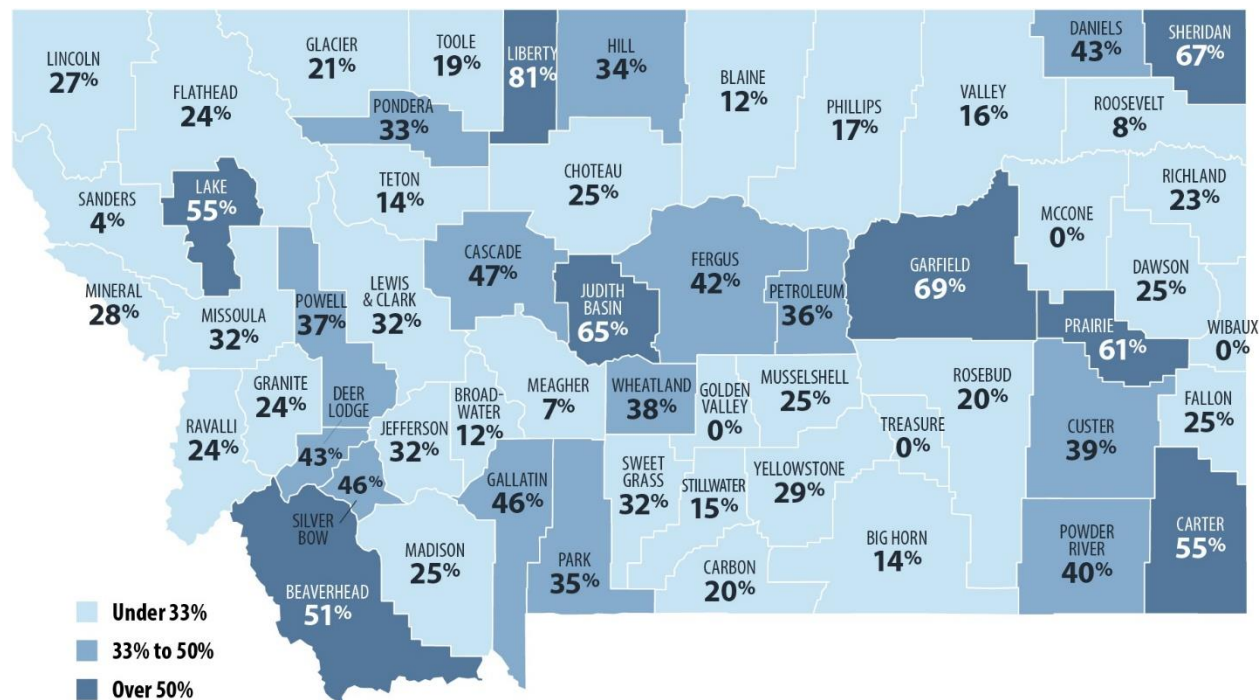 LINCOLN
27%
FLATHEAD
24%
GLACIER
21%
TOOLE
19%
LIBERTY
81%
HILL
34%
BLAINE
12%
PHILLIPS
17%
VALLEY
16%
DANIELS
43%
SHERIDAN
67%
ROOSEVELT
8%
PONDERA
33%
TETON
14%
CHOTEAU
25%
SANDERS
4%
LAKE
55%
RICHLAND
23%
MCCONE
0%
DAWSON
25%
WIBAUX
0%
MINERAL
28%
MISSOULA
32%
POWELL
37%
LEWIS
& CLARK
32%
CASCADE
47%
JUDITH
BASIN
65%
FERGUS
42%
PETROLEUM
36%
GARFIELD
69%
PRAIRIE
61%
RAVALLI
24%
GRANITE
24%
DEER
LODGE
43%
JEFFERSON
32%
BROAD-
WATER
12%
MEAGHER
7%
WHEATLAND
38%
GOLDEN
VALLEY
0%
MUSSELSHELL
25%
ROSEBUD
20%
TREASURE
0%
CUSTER
39%
FALLON
25%
46%
SILVER
BOW
GALLATIN
46%
SWEET
GRASS
32%
STILLWATER
15%
YELLOWSTONE
29%
BEAVERHEAD
51%
MADISON
25%
PARK
35%
CARBON
20%
BIG HORN
14%
POWDER
RIVER
40%
CARTER
55%
Under 33%
33% to 50%
Over 50%